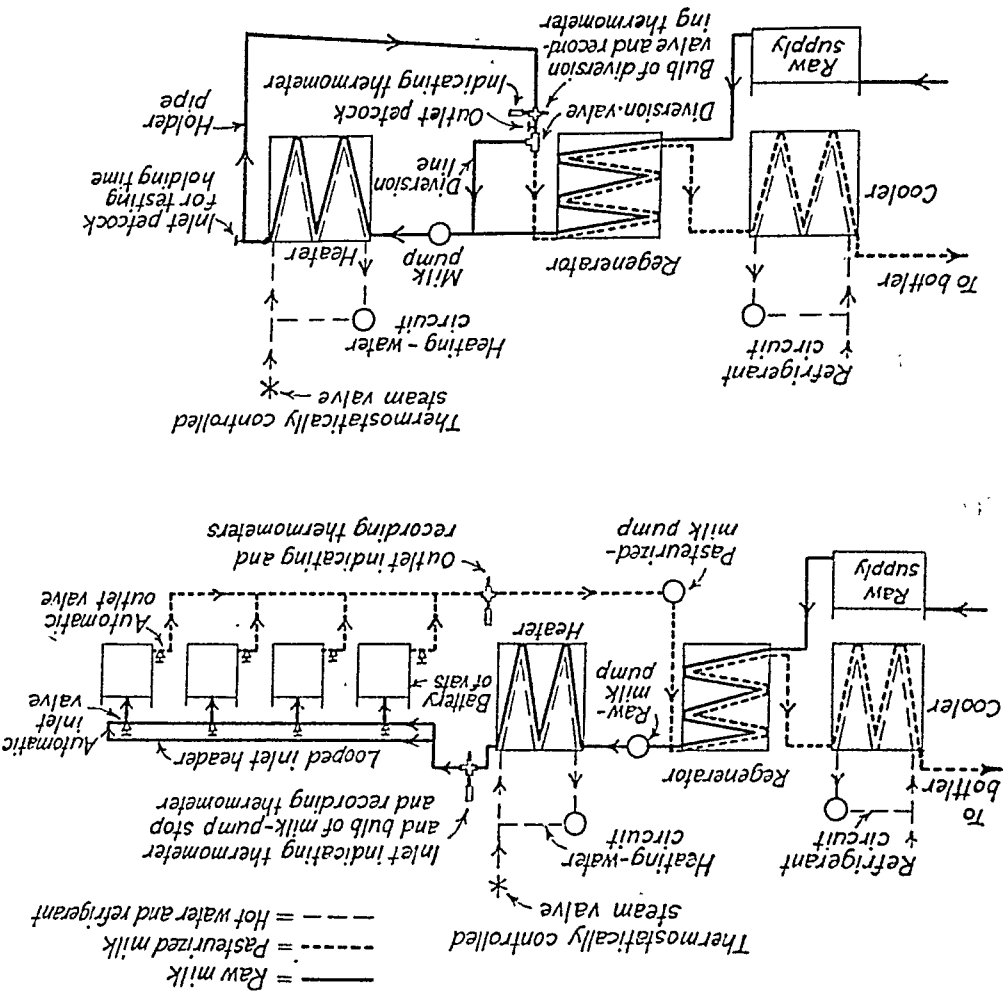 ——— = Raw milk
------- = Pasteurized milk
— — — = Hot water and refrigerant
Thermostatically controlled
steam valve
Heating-water
circuit
Inlet indicating thermometer
and bulb of milk-pump stop
and recording thermometer
Refrigerant
circuit
To
bottler
Cooler
Regenerator
Raw-
milk
pump
Heater
Looped inlet header
Automatic
inlet
valve
Battery
of vats
Automatic
outlet valve
Raw
supply
Pasteurized-
milk pump
Outlet indicating and
recording thermometers
Thermostatically controlled
steam valve
Heating-water
circuit
Refrigerant
circuit
To bottler
Cooler
Regenerator
Milk
pump
Heater
Inlet petcock
for testing
holding time
Diversion
line
Holder
pipe
Diversion-valve
Outlet petcock
Indicating thermometer
Bulb of diversion
valve and record-
ing thermometer
Raw
supply